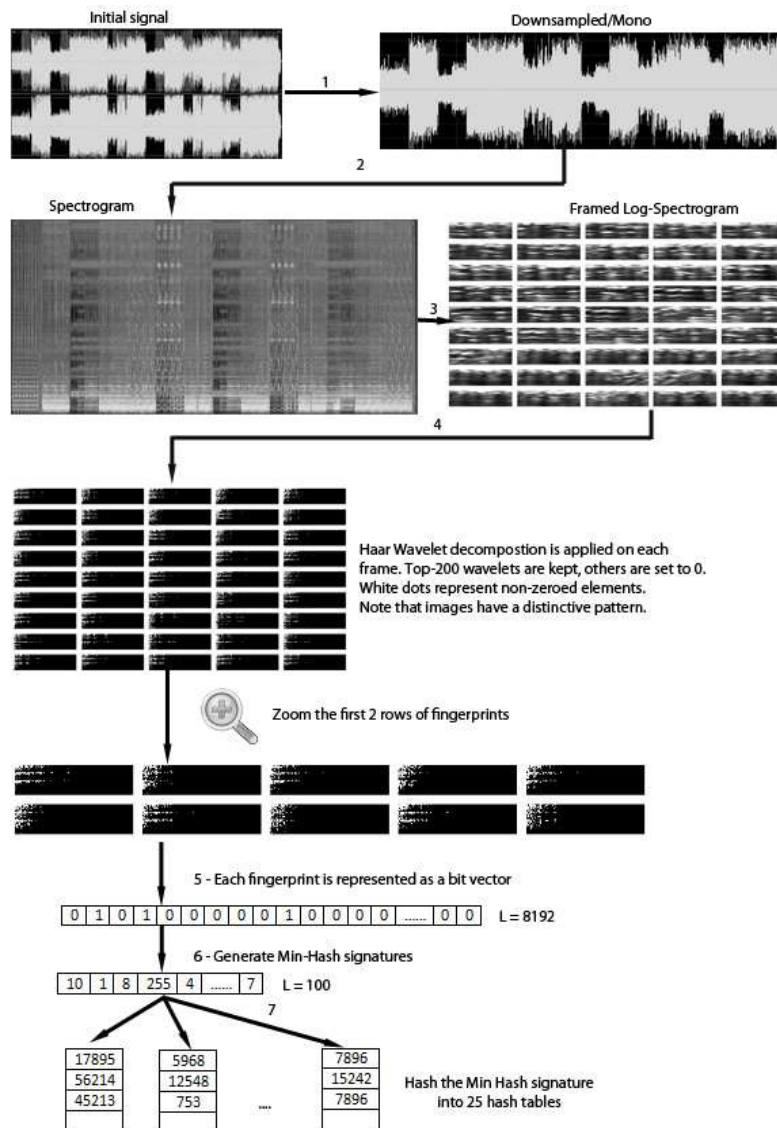 Initial signal
Downsampled/Mono
1
2
Spectrogram
Framed Log-Spectrogram
3
4
Haar Wavelet decompostion is applied on each
frame. Top-200 wavelets are kept, others are set to 0.
White dots represent non-zeroed elements.
Note that images have a distinctive pattern.
Zoom the first 2 rows of fingerprints
5 - Each fingerprint is represented as a bit vector
0 1 0 1 0 0 0 0 0 1 0 0 0 0 ...... 0 0 L = 8192
6 - Generate Min-Hash signatures
10 1 8 255 4 ...... 7 L = 100
7
17895 5968 7896
56214 12548 15242
45213 753 .... 7896
Hash the Min Hash signature
into 25 hash tables